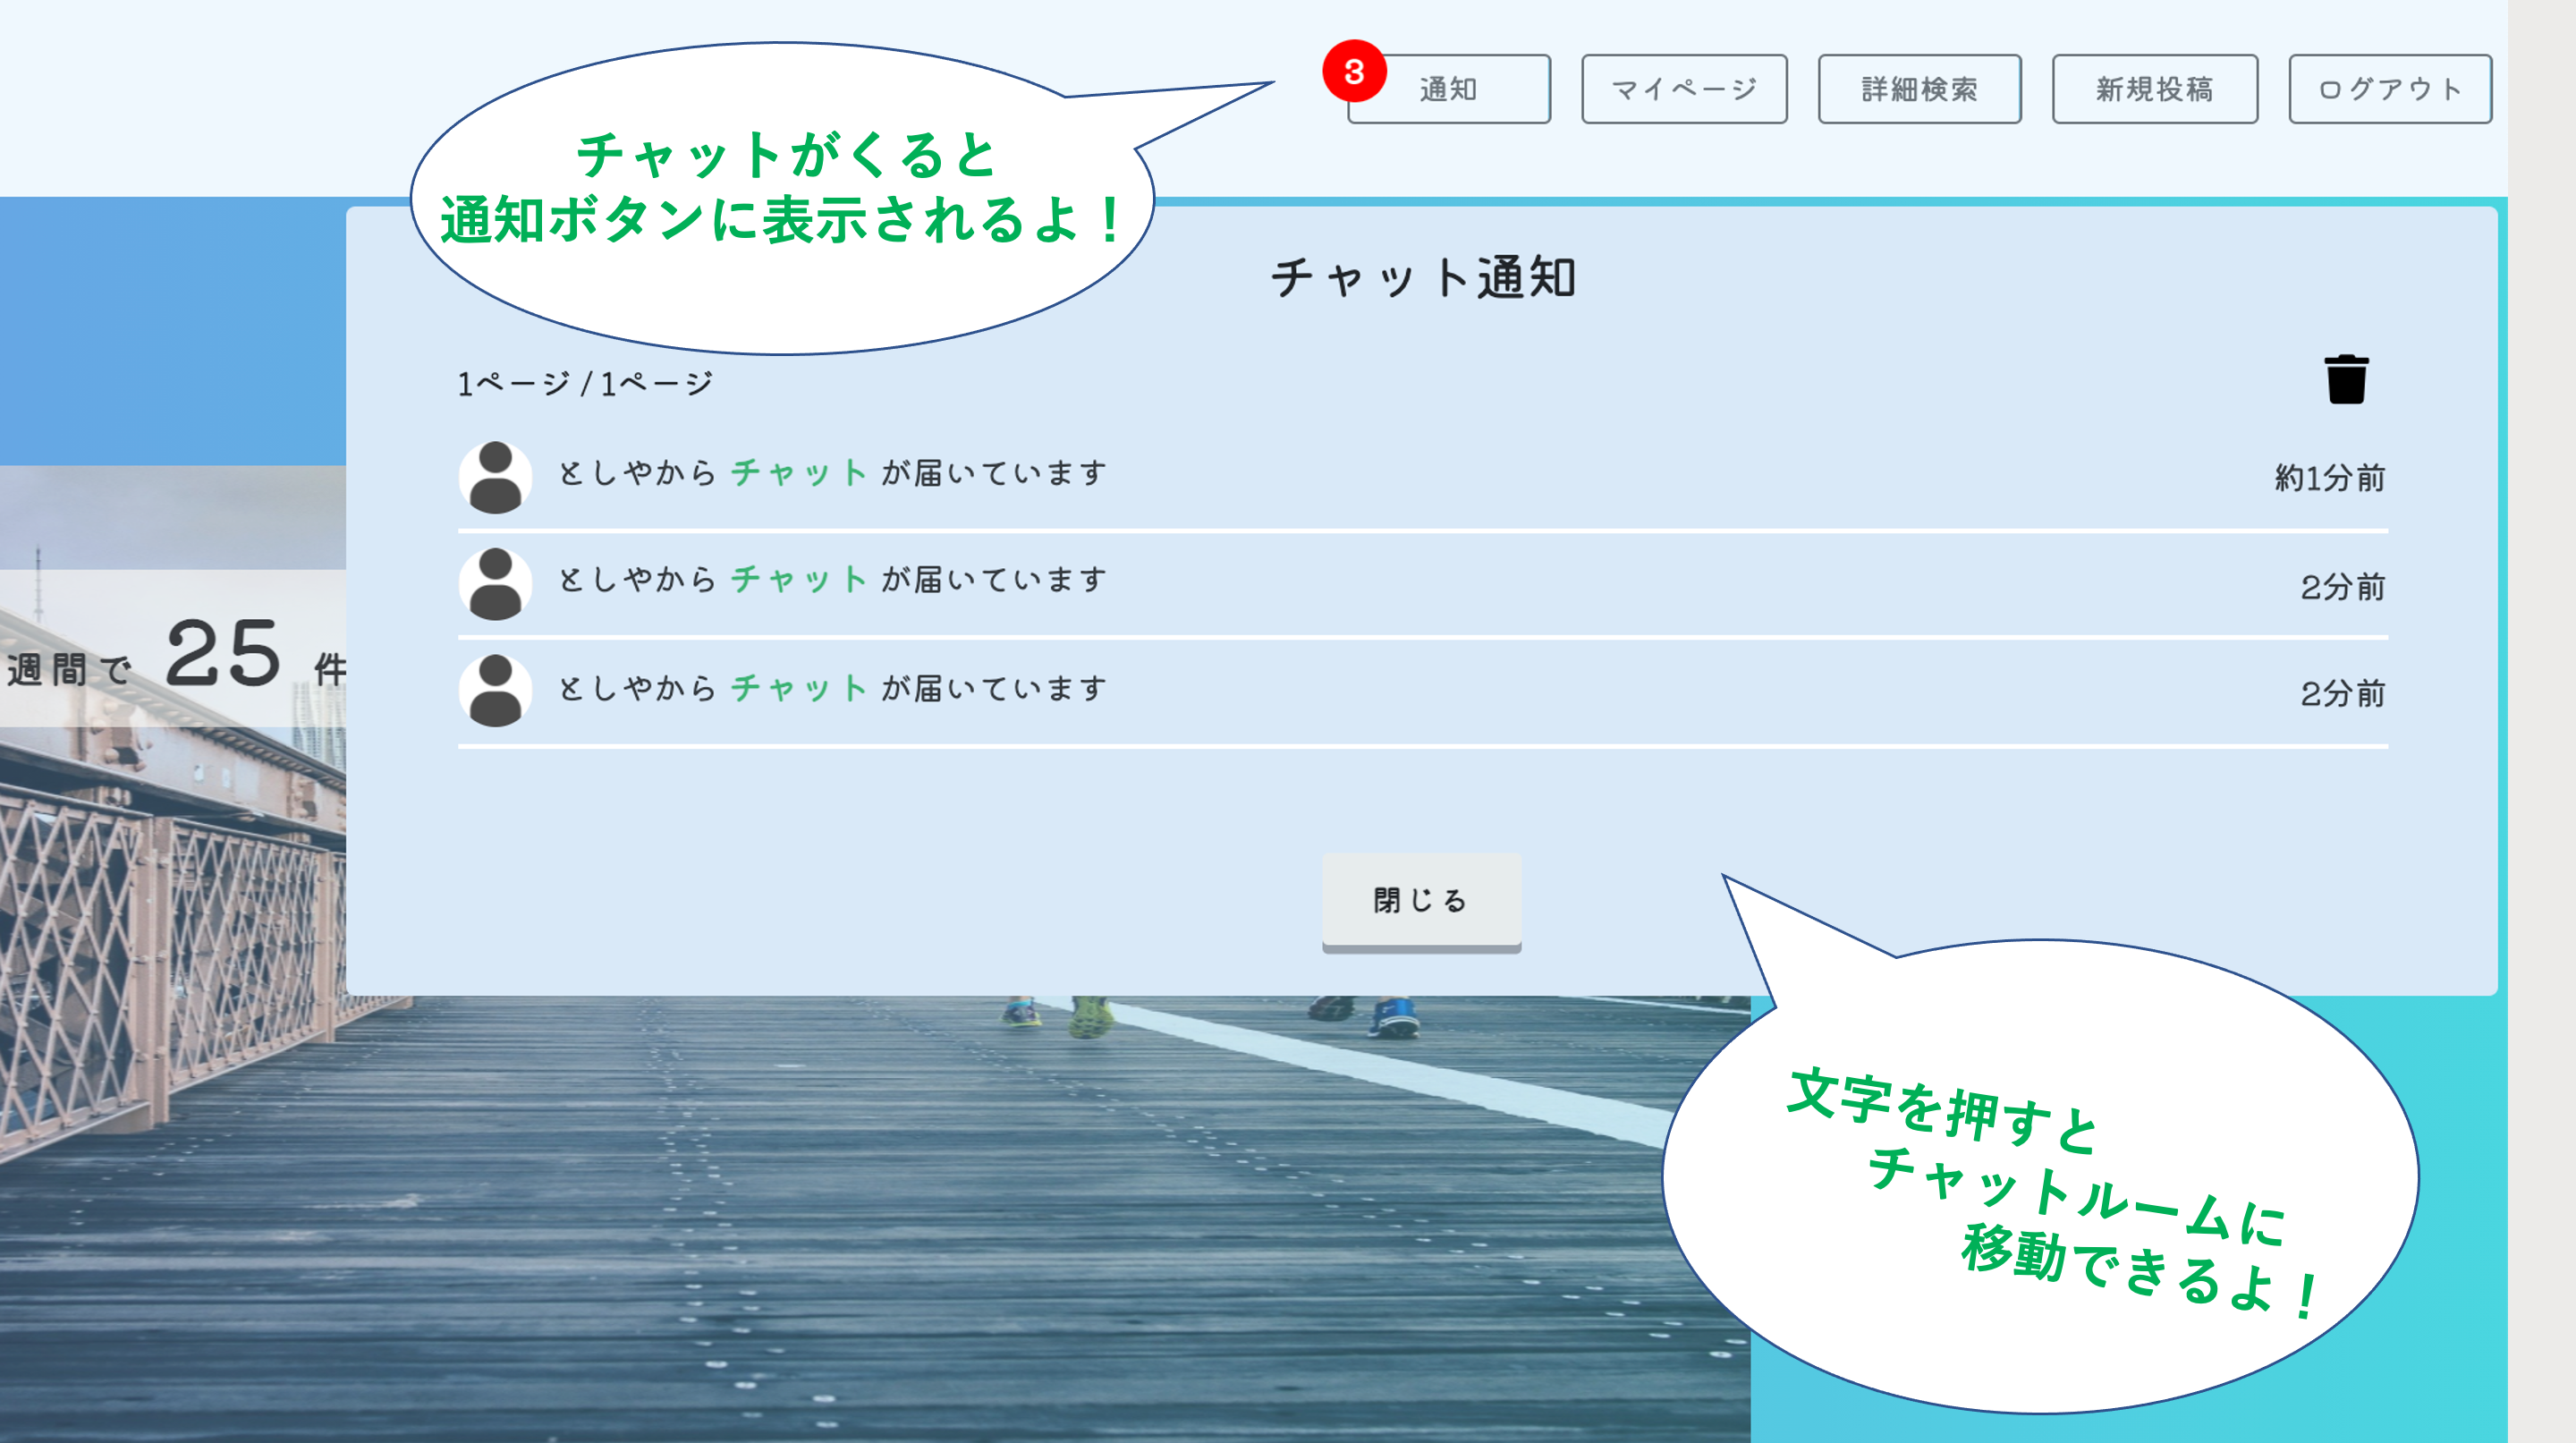 3
通知
マイページ
詳細検索
新規投稿
ログアウト
チャットがくると
通知ボタンに表示されるよ！
チャット通知
1ページ / 1ページ
としやから チャット が届いています
約1分前
としやから チャット が届いています
2分前
としやから チャット が届いています
2分前
週間で 25 件
閉じる
文字を押すと
チャットルームに
移動できるよ！